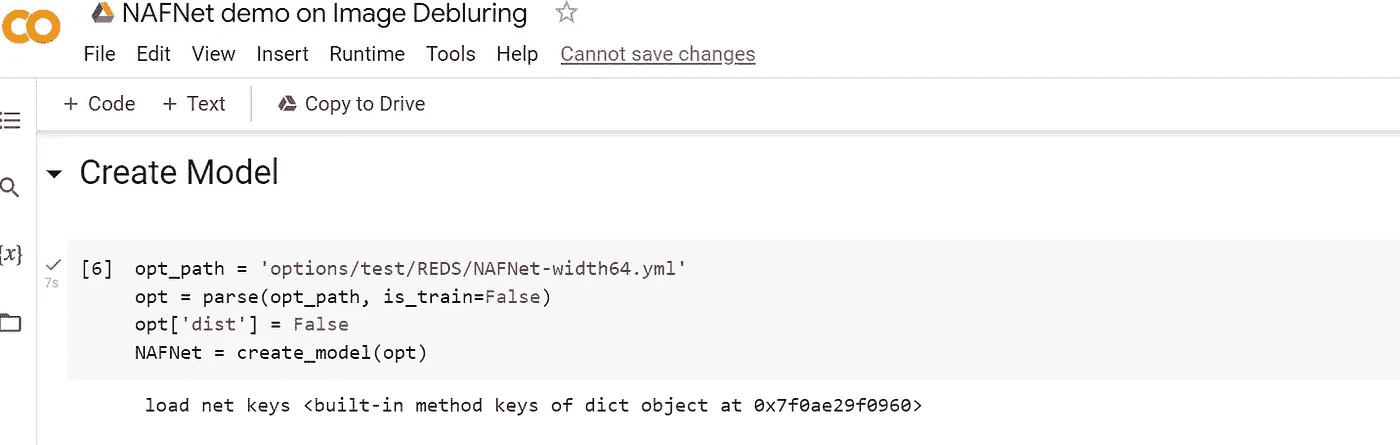 CO NAFNet demo on Image Debluring
File Edit View Insert Runtime Tools Help Cannot save changes
+ Code + Text Copy to Drive
Create Model
{x}
7s
[6] opt_path = 'options/test/REDS/NAFNet-width64.yml'
opt = parse(opt_path, is_train=False)
opt['dist'] = False
NAFNet = create_model(opt)
load net keys <built-in method keys of dict object at 0x7f0ae29f0960>